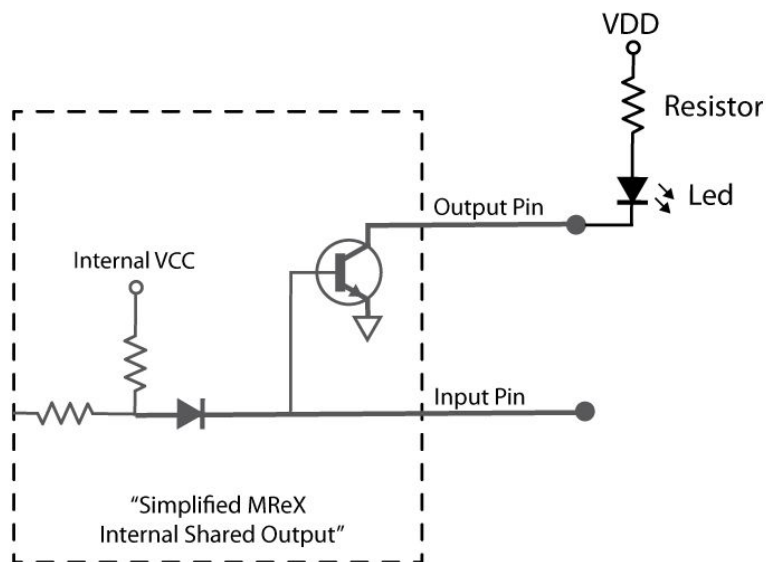 VDD
Resistor
Led
Output Pin
Internal VCC
Input Pin
“Simplified MReX
Internal Shared Output”